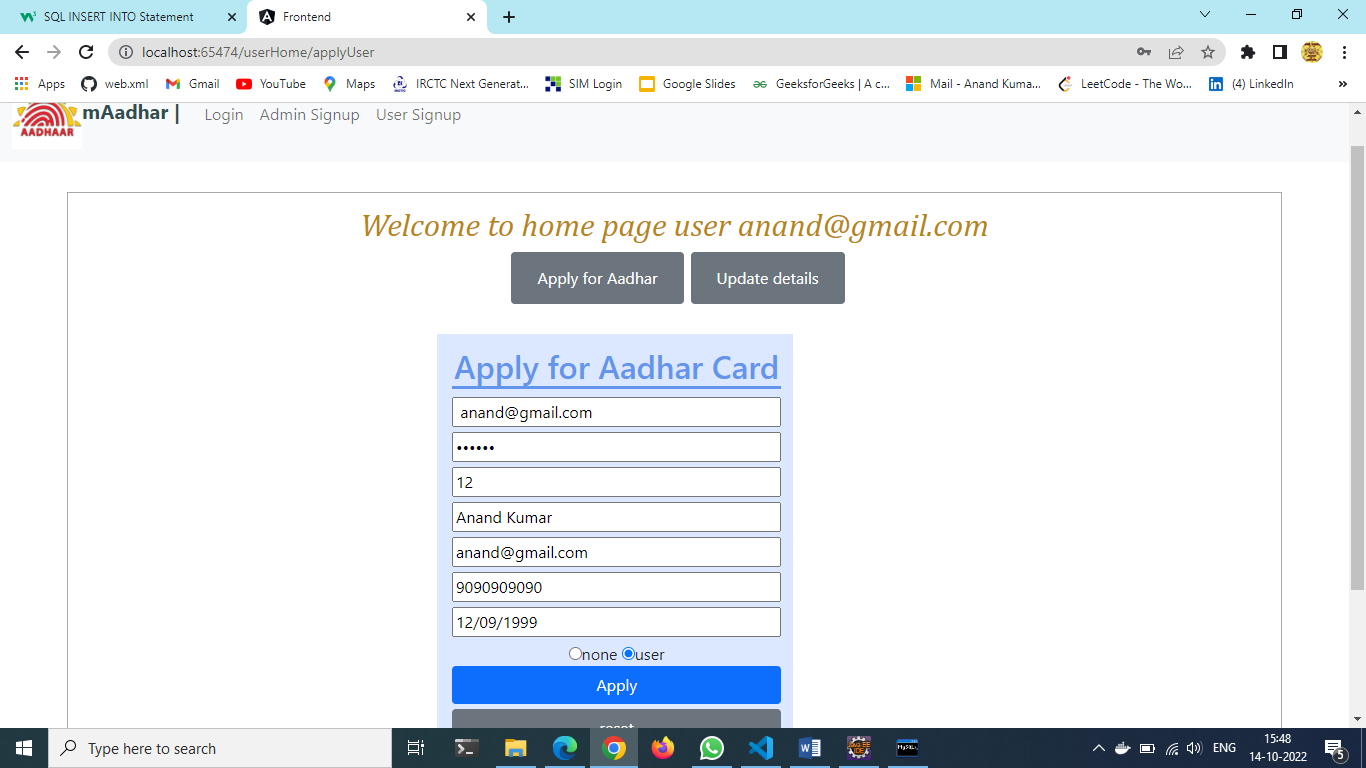 SQL INSERT INTO Statement
Frontend
localhost:65474/userHome/applyUser
Apps web.xml Gmail YouTube Maps IRCTC Next Generat... SIM Login Google Slides GeeksforGeeks | A c... Mail - Anand Kuma... LeetCode - The Wo... (4) LinkedIn »
AADHAAR
mAadhar | Login Admin Signup User Signup
Welcome to home page user anand@gmail.com
Apply for Aadhar Update details
Apply for Aadhar Card
anand@gmail.com
••••••
12
Anand Kumar
anand@gmail.com
9090909090
12/09/1999
none user
Apply
reset
Type here to search
ENG
15:48
14-10-2022
5